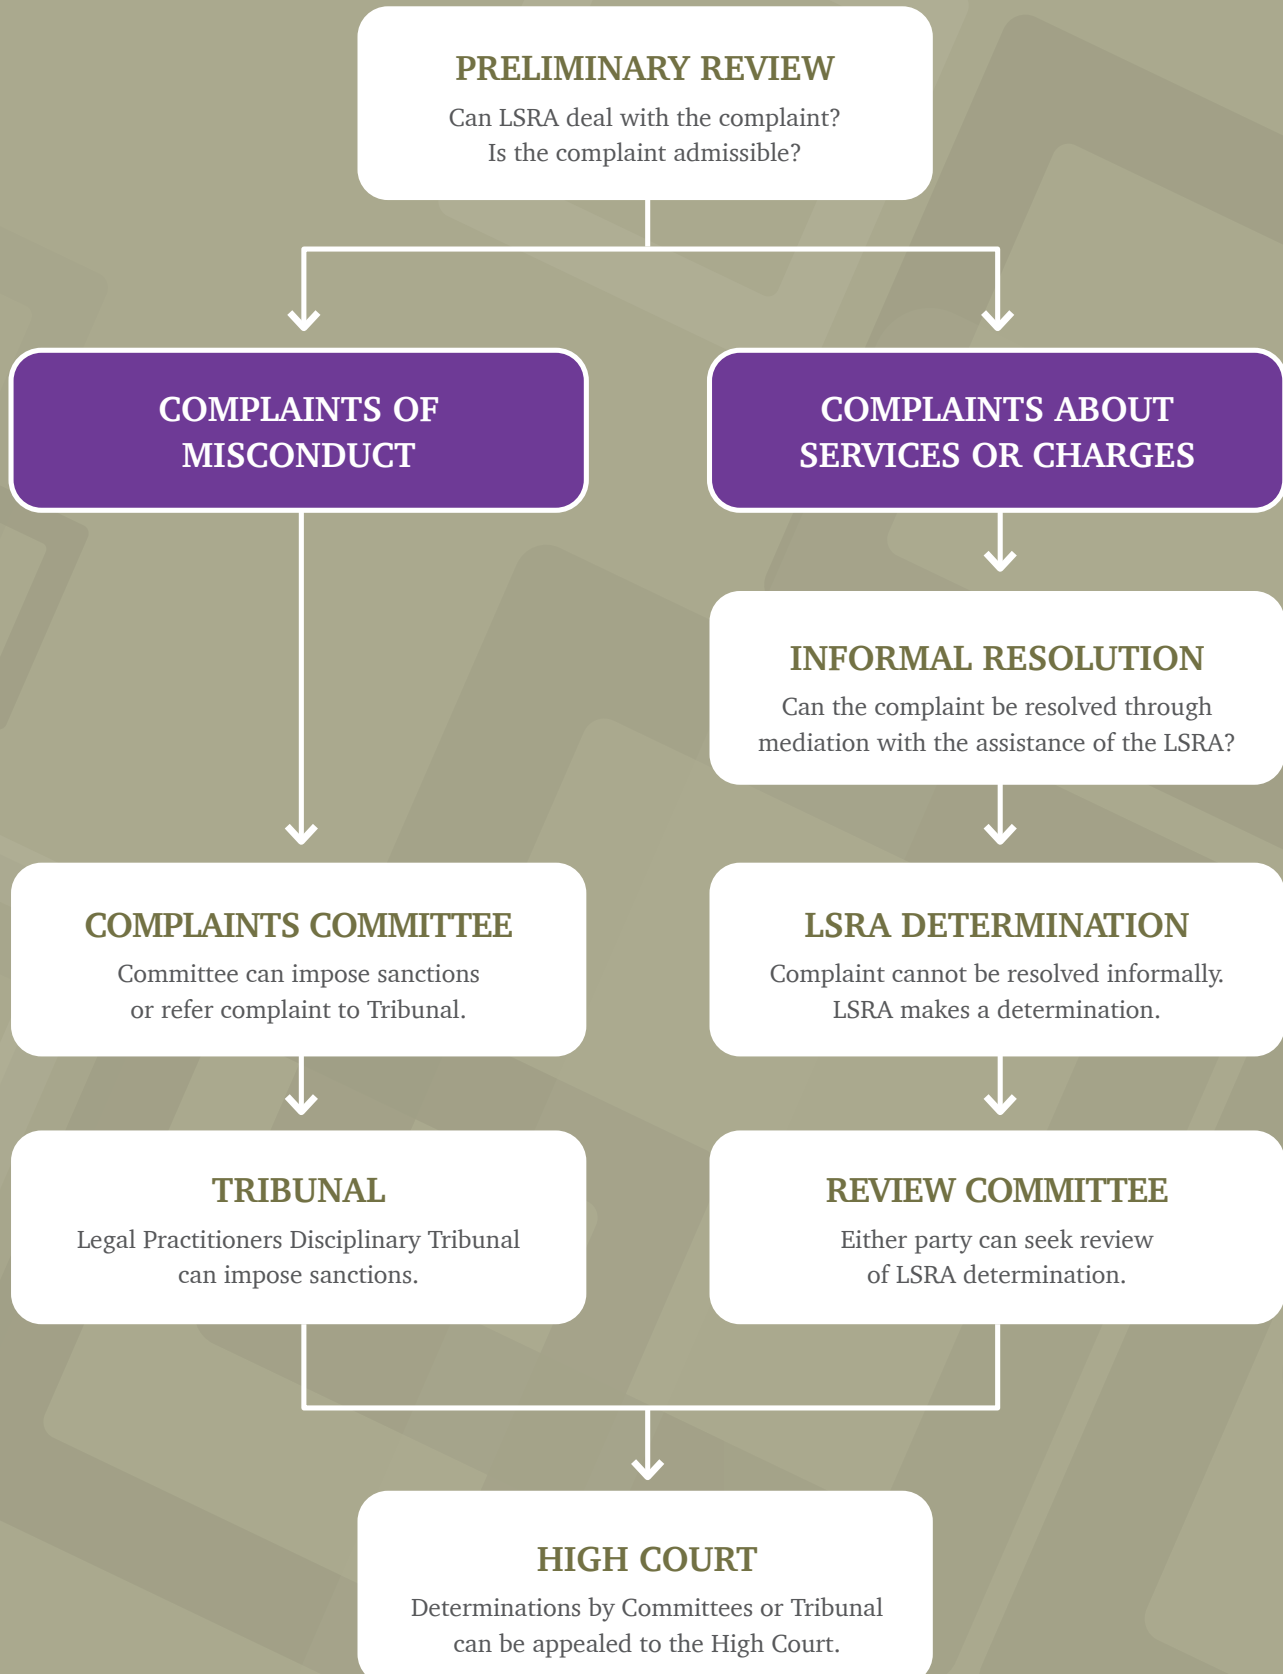 PRELIMINARY REVIEW
Can LSRA deal with the complaint?
Is the complaint admissible?
COMPLAINTS OF
MISCONDUCT
COMPLAINTS ABOUT
SERVICES OR CHARGES
INFORMAL RESOLUTION
Can the complaint be resolved through
mediation with the assistance of the LSRA?
COMPLAINTS COMMITTEE
Committee can impose sanctions
or refer complaint to Tribunal.
LSRA DETERMINATION
Complaint cannot be resolved informally.
LSRA makes a determination.
TRIBUNAL
Legal Practitioners Disciplinary Tribunal
can impose sanctions.
REVIEW COMMITTEE
Either party can seek review
of LSRA determination.
HIGH COURT
Determinations by Committees or Tribunal
can be appealed to the High Court.